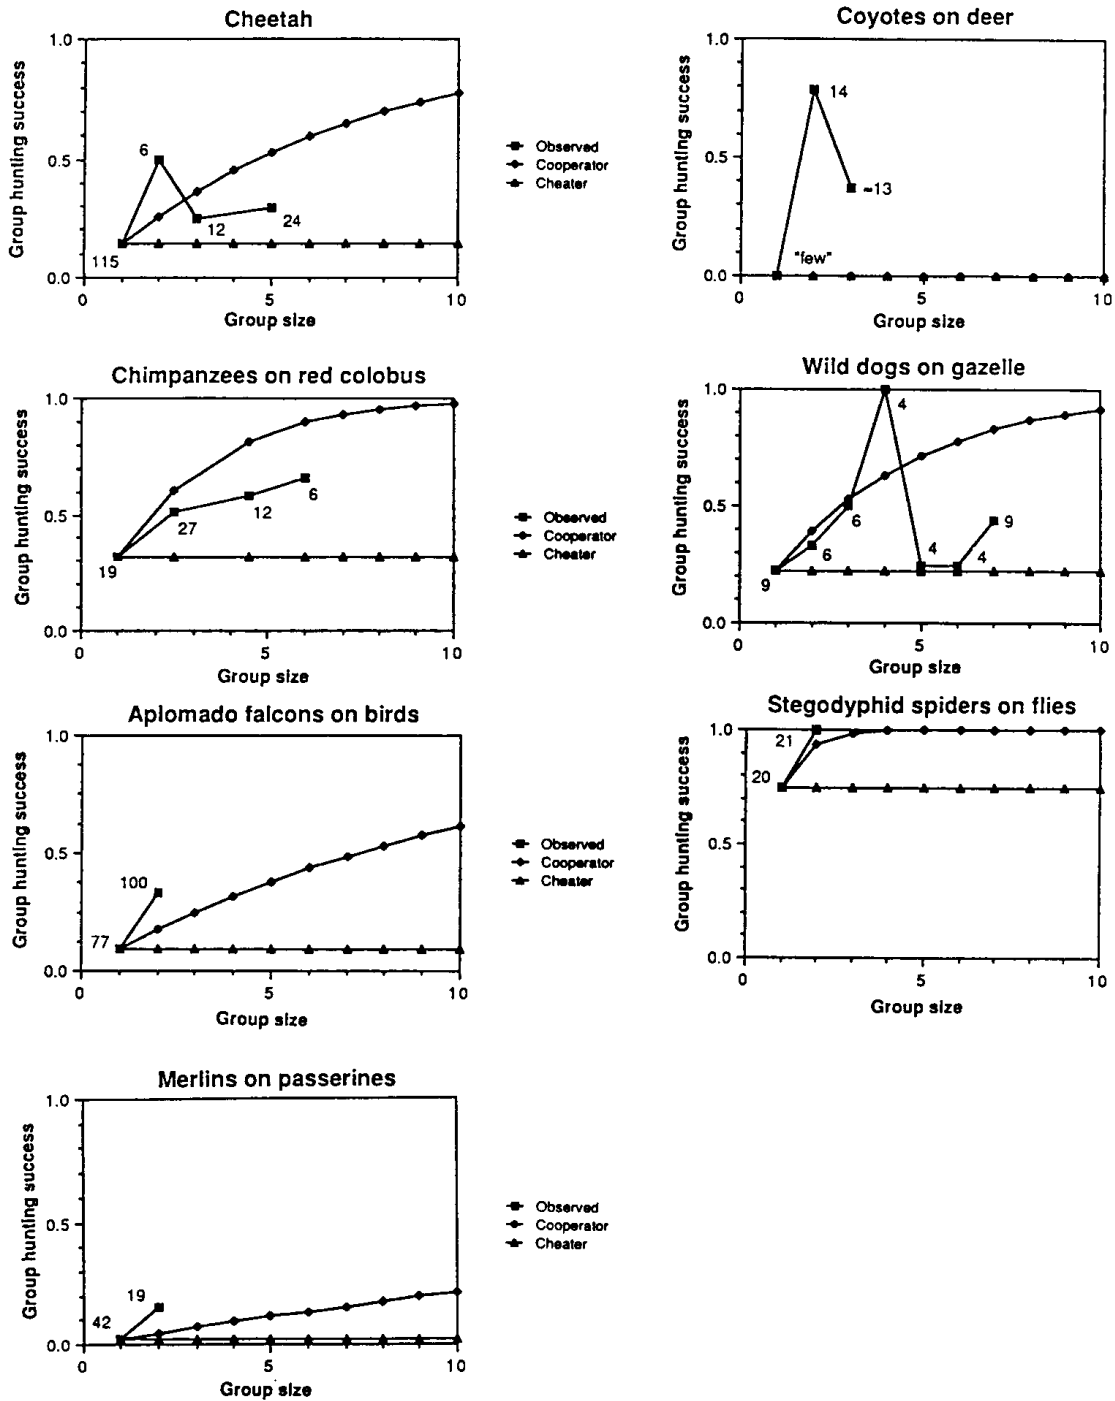 Cheetah
1.0
0.5
0.0
Group hunting success
6
12
24
115
0
5
10
Group size
Observed
Cooperator
Cheater
Coyotes on deer
1.0
0.5
0.0
Group hunting success
14
≈13
"few"
0
5
10
Group size
Chimpanzees on red colobus
1.0
0.5
0.0
Group hunting success
19
27
12
6
0
5
10
Group size
Observed
Cooperator
Cheater
Wild dogs on gazelle
1.0
0.5
0.0
Group hunting success
9
6
6
4
4
4
9
0
5
10
Group size
Aplomado falcons on birds
1.0
0.5
0.0
Group hunting success
100
77
0
5
10
Group size
Observed
Cooperator
Cheater
Stegodyphid spiders on flies
1.0
0.5
0.0
Group hunting success
21
20
0
5
10
Group size
Merlins on passerines
1.0
0.5
0.0
Group hunting success
19
42
0
5
10
Group size
Observed
Cooperator
Cheater